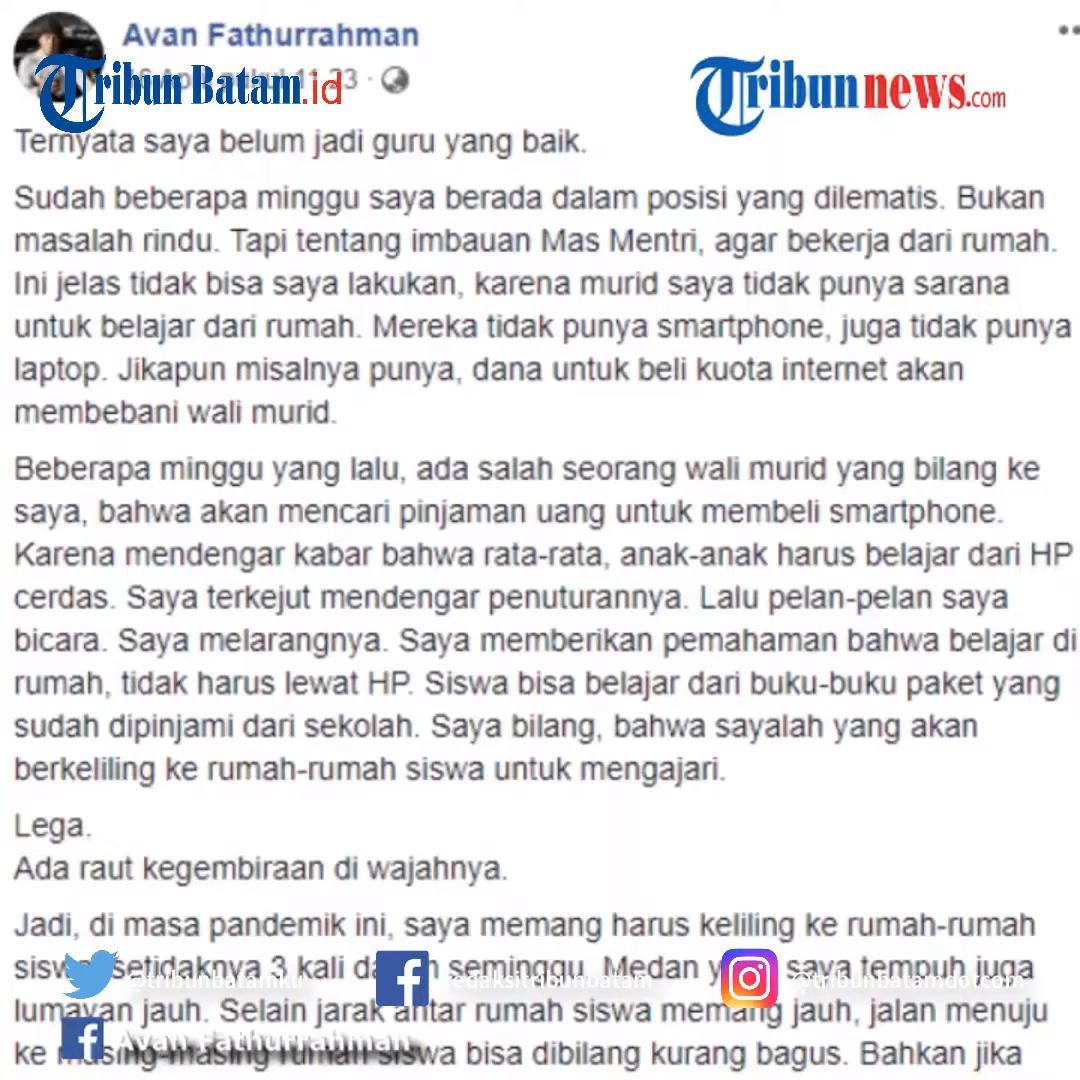 Avan Fathurrahman
Tribun Batam.id
11.23
Tribunnews.com
Ternyata saya belum jadi guru yang baik.
Sudah beberapa minggu saya berada dalam posisi yang dilematis. Bukan
masalah rindu. Tapi tentang imbauan Mas Mentri, agar bekerja dari rumah.
Ini jelas tidak bisa saya lakukan, karena murid saya tidak punya sarana
untuk belajar dari rumah. Mereka tidak punya smartphone, juga tidak punya
laptop. Jikapun misalnya punya, dana untuk beli kuota internet akan
membebani wali murid.
Beberapa minggu yang lalu, ada salah seorang wali murid yang bilang ke
saya, bahwa akan mencari pinjaman uang untuk membeli smartphone.
Karena mendengar kabar bahwa rata-rata, anak-anak harus belajar dari HP
cerdas. Saya terkejut mendengar penuturannya. Lalu pelan-pelan saya
bicara. Saya melarangnya. Saya memberikan pemahaman bahwa belajar di
rumah, tidak harus lewat HP. Siswa bisa belajar dari buku-buku paket yang
sudah dipinjami dari sekolah. Saya bilang, bahwa sayalah yang akan
berkeliling ke rumah-rumah siswa untuk mengajari.
Lega.
Ada raut kegembiraan di wajahnya.
Jadi, di masa pandemik ini, saya memang harus keliling ke rumah-rumah
setidaknya 3 kali seminggu. Medan saya tempuh juga
@tribunbatamku
@tribunbatamdotcom
lumayan jauh. Selain jarak antar rumah siswa memang jauh, jalan menuju
ke masing-masing rumah siswa bisa dibilang kurang bagus. Bahkan jika
Avan Fathurrahman